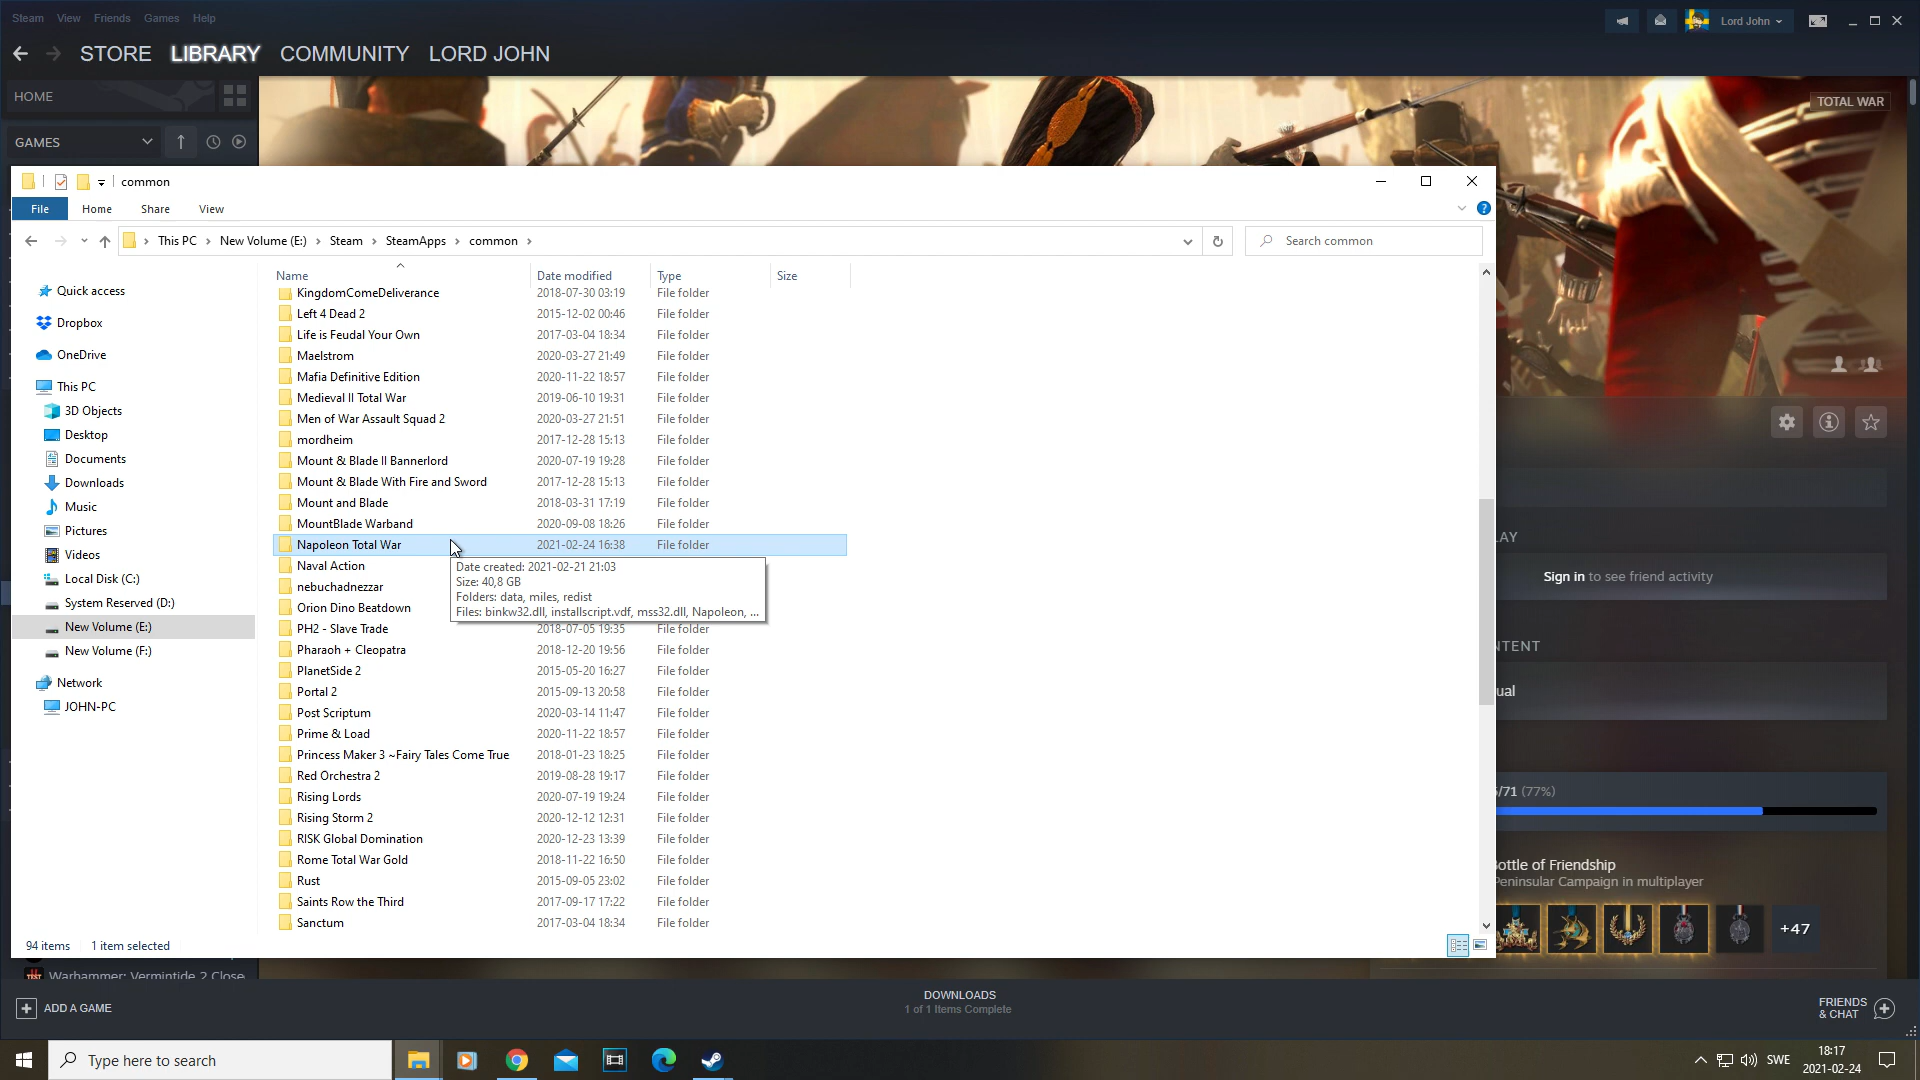 Steam View Friends Games Help
Lord John
STORE LIBRARY COMMUNITY LORD JOHN
HOME
TOTAL WAR
GAMES
common
File Home Share View
This PC > New Volume (E:) > Steam > SteamApps > common >
Search common
Name Date modified Type Size
Quick access
Dropbox
OneDrive
This PC
3D Objects
Desktop
Documents
Downloads
Music
Pictures
Videos
Local Disk (C:)
System Reserved (D:)
New Volume (E:)
New Volume (F:)
Network
JOHN-PC
KingdomComeDeliverance 2018-07-30 03:19 File folder
Left 4 Dead 2 2015-12-02 00:46 File folder
Life is Feudal Your Own 2017-03-04 18:34 File folder
Maelstrom 2020-03-27 21:49 File folder
Mafia Definitive Edition 2020-11-22 18:57 File folder
Medieval II Total War 2019-06-10 19:31 File folder
Men of War Assault Squad 2 2020-03-27 21:51 File folder
mordheim 2017-12-28 15:13 File folder
Mount & Blade II Bannerlord 2020-07-19 19:28 File folder
Mount & Blade With Fire and Sword 2017-12-28 15:13 File folder
Mount and Blade 2018-03-31 17:19 File folder
MountBlade Warband 2020-09-08 18:26 File folder
Napoleon Total War 2021-02-24 16:38 File folder
Naval Action
nebuchadnezzar
Orion Dino Beatdown
Date created: 2021-02-21 21:03
Size: 40,8 GB
Folders: data, miles, redist
Files: binkw32.dll, installscript.vdf, mss32.dll, Napoleon, ...
PH2 - Slave Trade 2018-07-05 19:35 File folder
Pharaoh + Cleopatra 2018-12-20 19:56 File folder
PlanetSide 2 2015-05-20 16:27 File folder
Portal 2 2015-09-13 20:58 File folder
Post Scriptum 2020-03-14 11:47 File folder
Prime & Load 2020-11-22 18:57 File folder
Princess Maker 3 ~Fairy Tales Come True 2018-01-23 18:25 File folder
Red Orchestra 2 2019-08-28 19:17 File folder
Rising Lords 2020-07-19 19:24 File folder
Rising Storm 2 2020-12-12 12:31 File folder
RISK Global Domination 2020-12-23 13:39 File folder
Rome Total War Gold 2018-11-22 16:50 File folder
Rust 2015-09-05 23:02 File folder
Saints Row the Third 2017-09-17 17:22 File folder
Sanctum 2017-03-04 18:34 File folder
94 items 1 item selected
LAY
Sign in to see friend activity
NTENT
ual
/71 (77%)
ottle of Friendship
Peninsular Campaign in multiplayer
+47
Warhammer: Vermintide 2 Close
ADD A GAME
DOWNLOADS
1 of 1 Items Complete
FRIENDS
& CHAT
Type here to search
SWE
18:17
2021-02-24